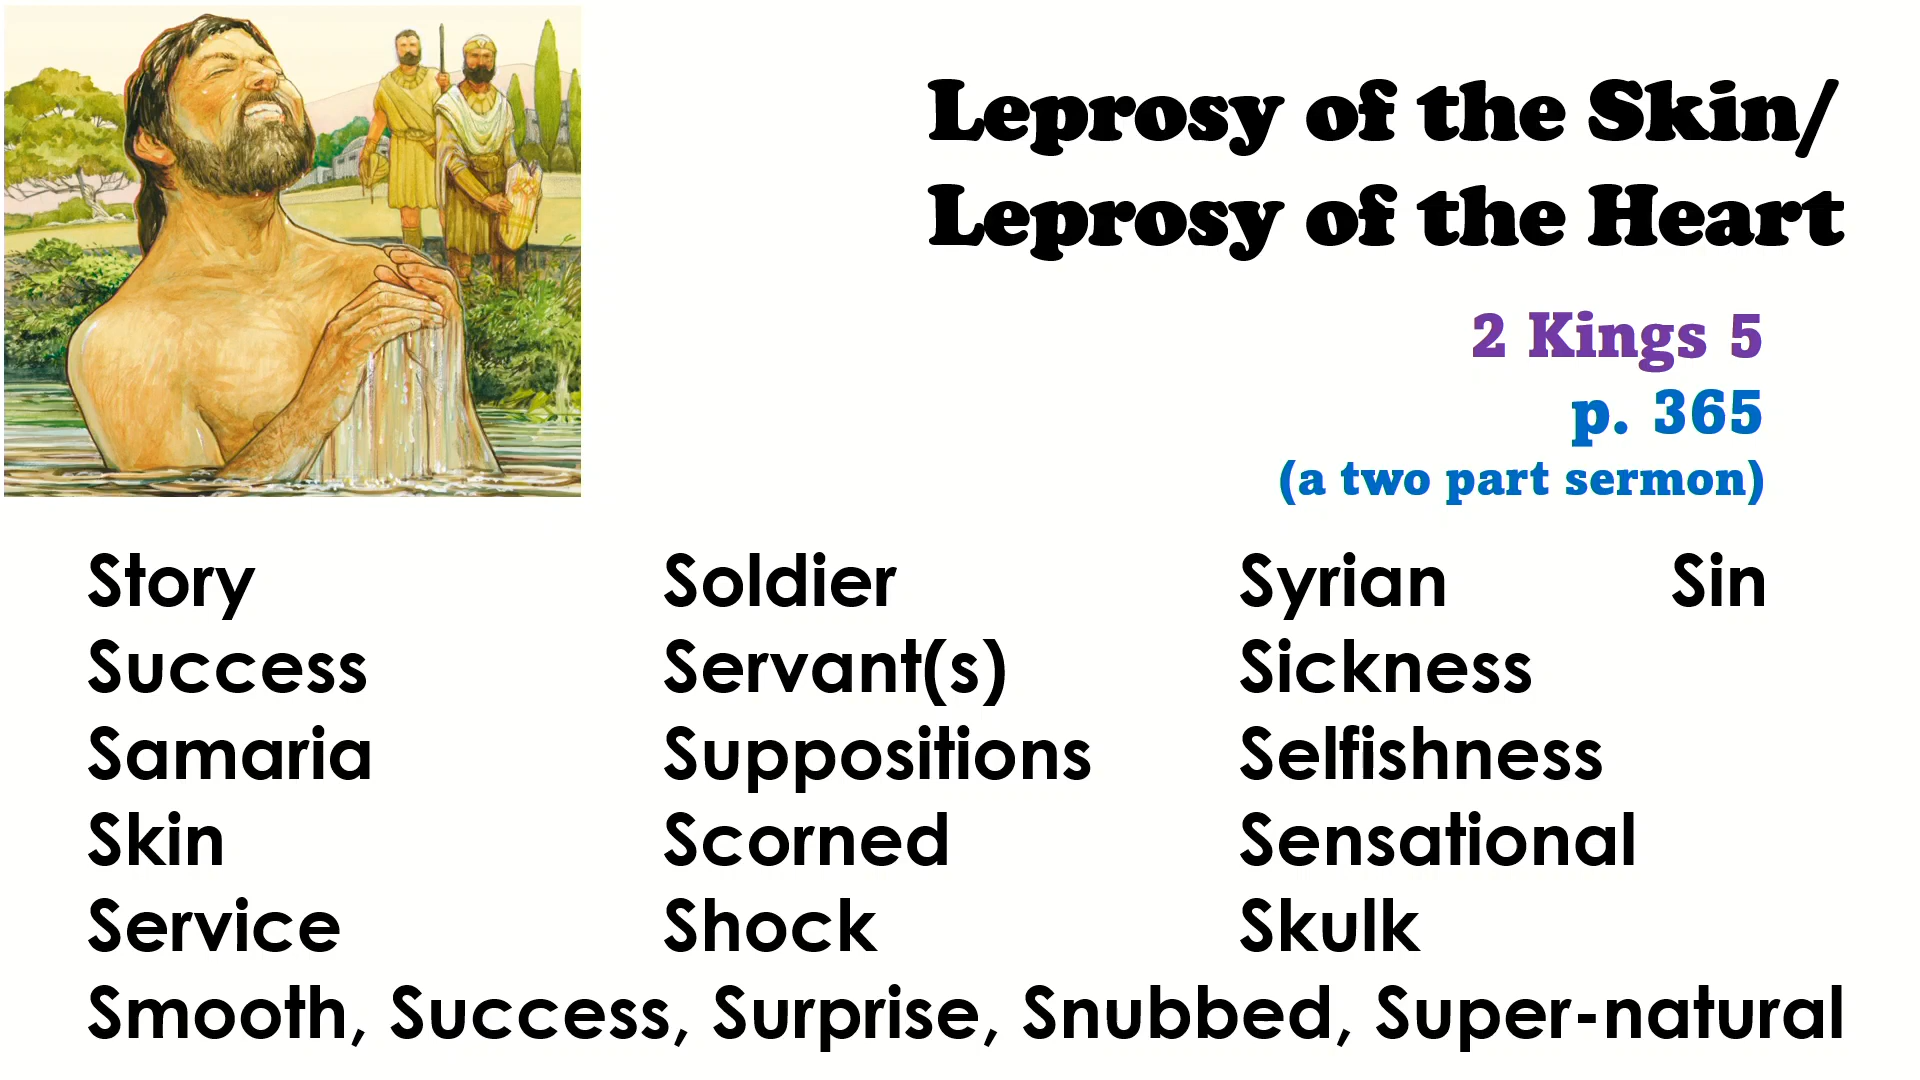 Leprosy of the Skin/
Leprosy of the Heart
2 Kings 5
p. 365
(a two part sermon)
Story Soldier Syrian Sin
Success Servant(s) Sickness
Samaria Suppositions Selfishness
Skin Scorned Sensational
Service Shock Skulk
Smooth, Success, Surprise, Snubbed, Super-natural